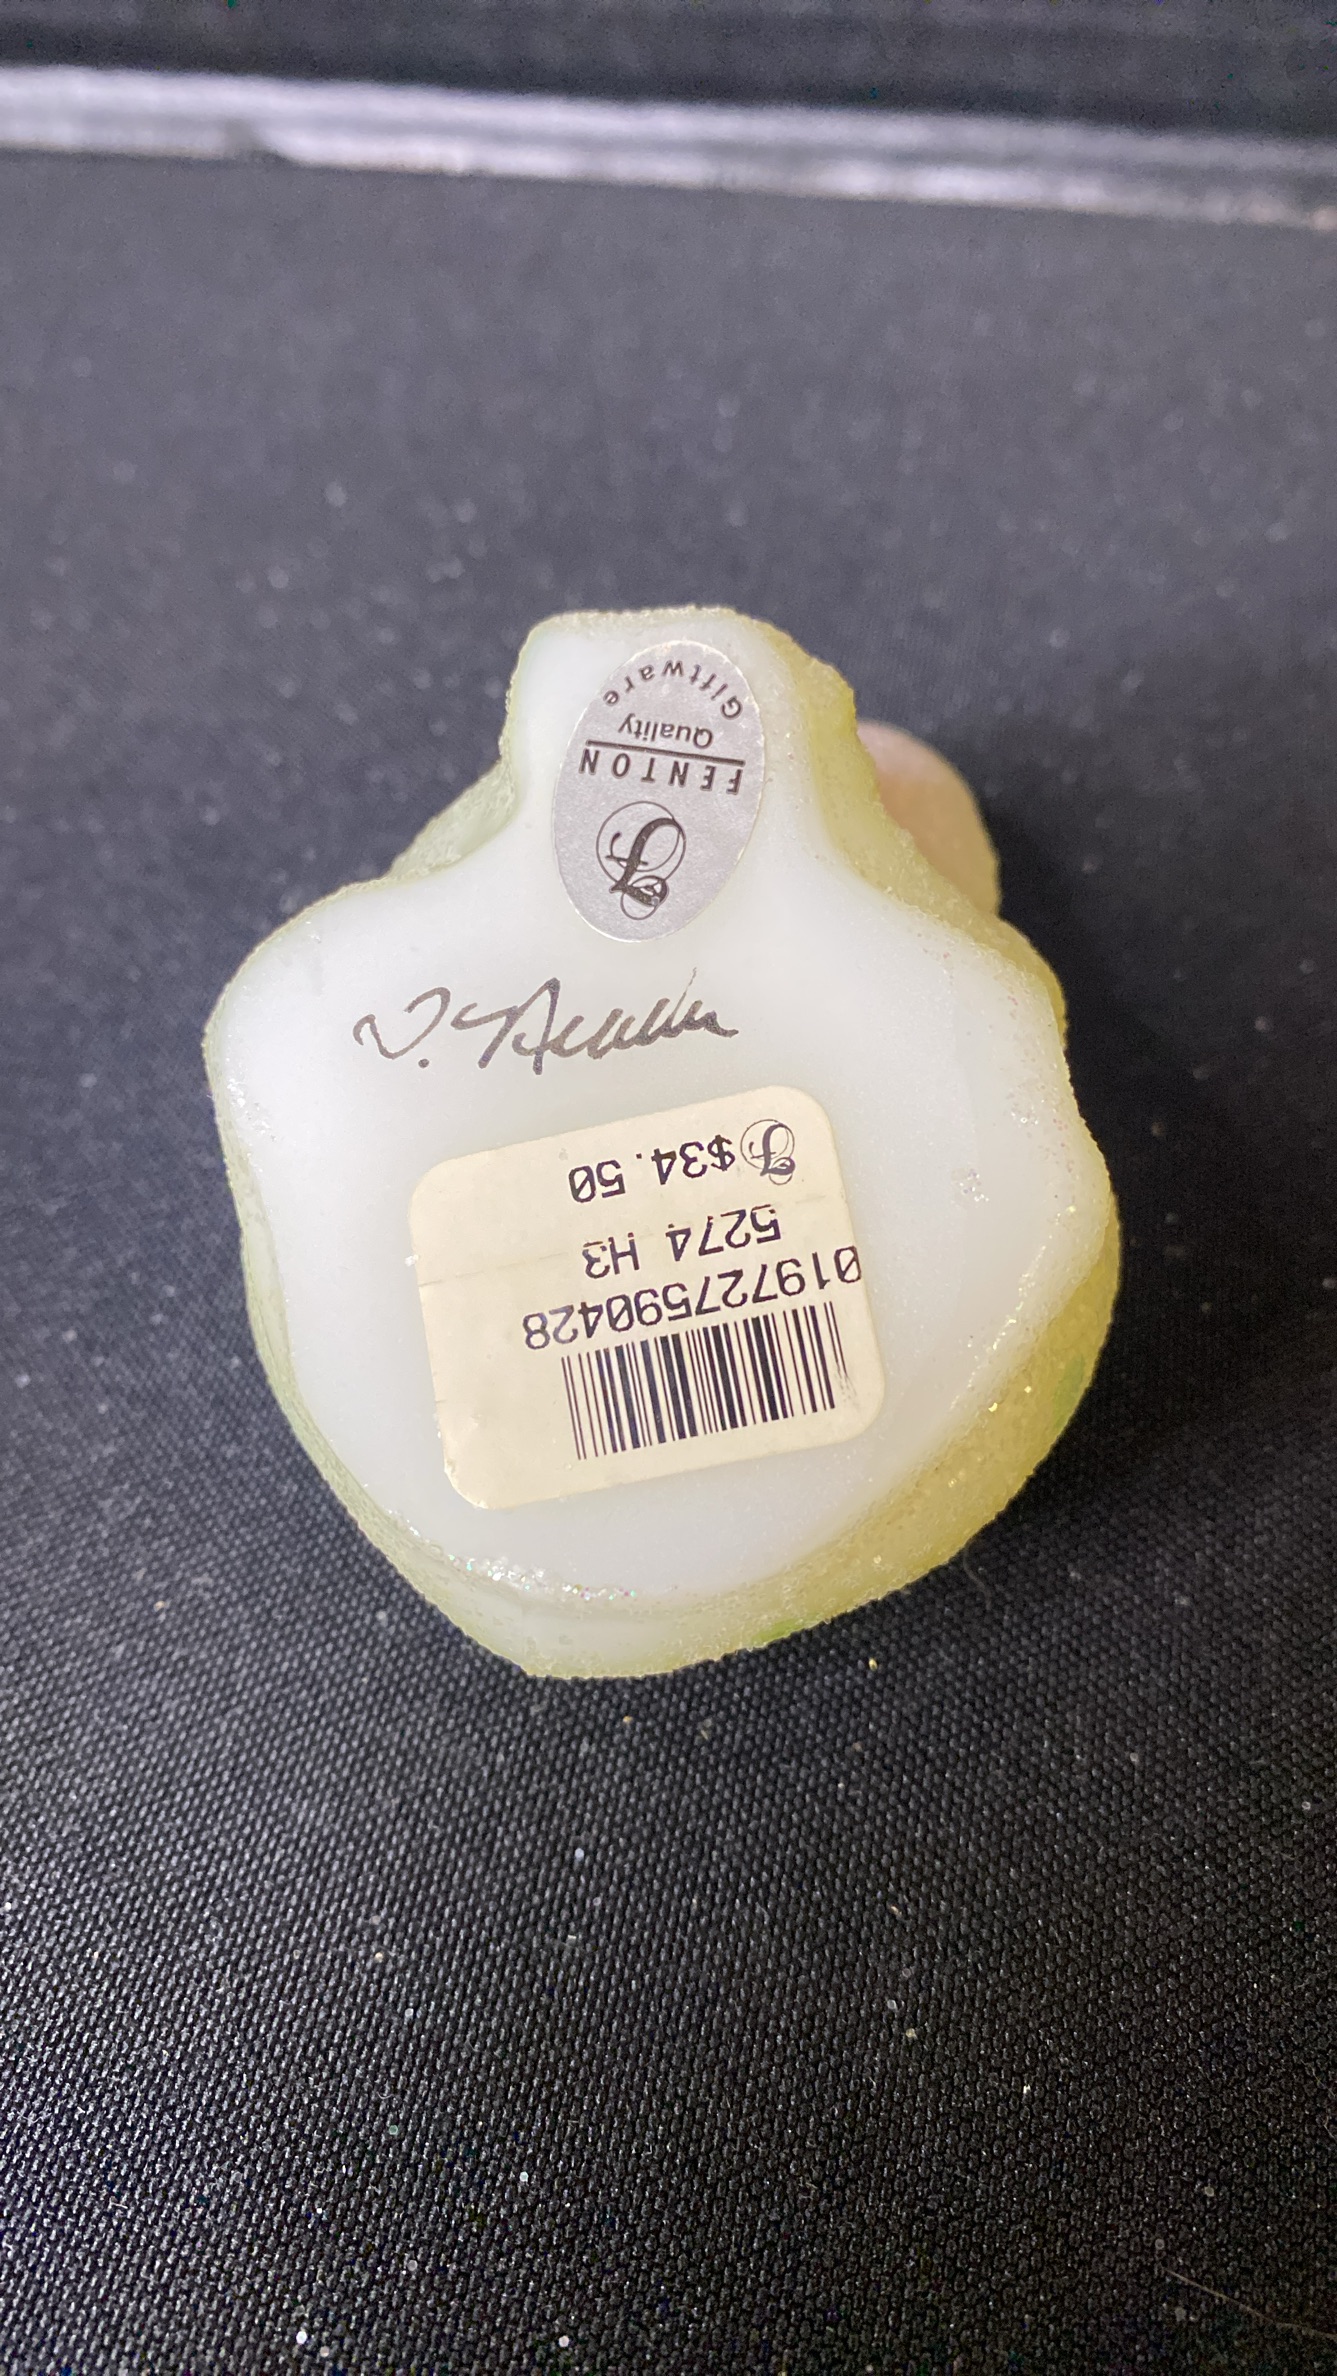 F
FENTON
Quality
Giftware
F $34.50
5274 H3
019727590428